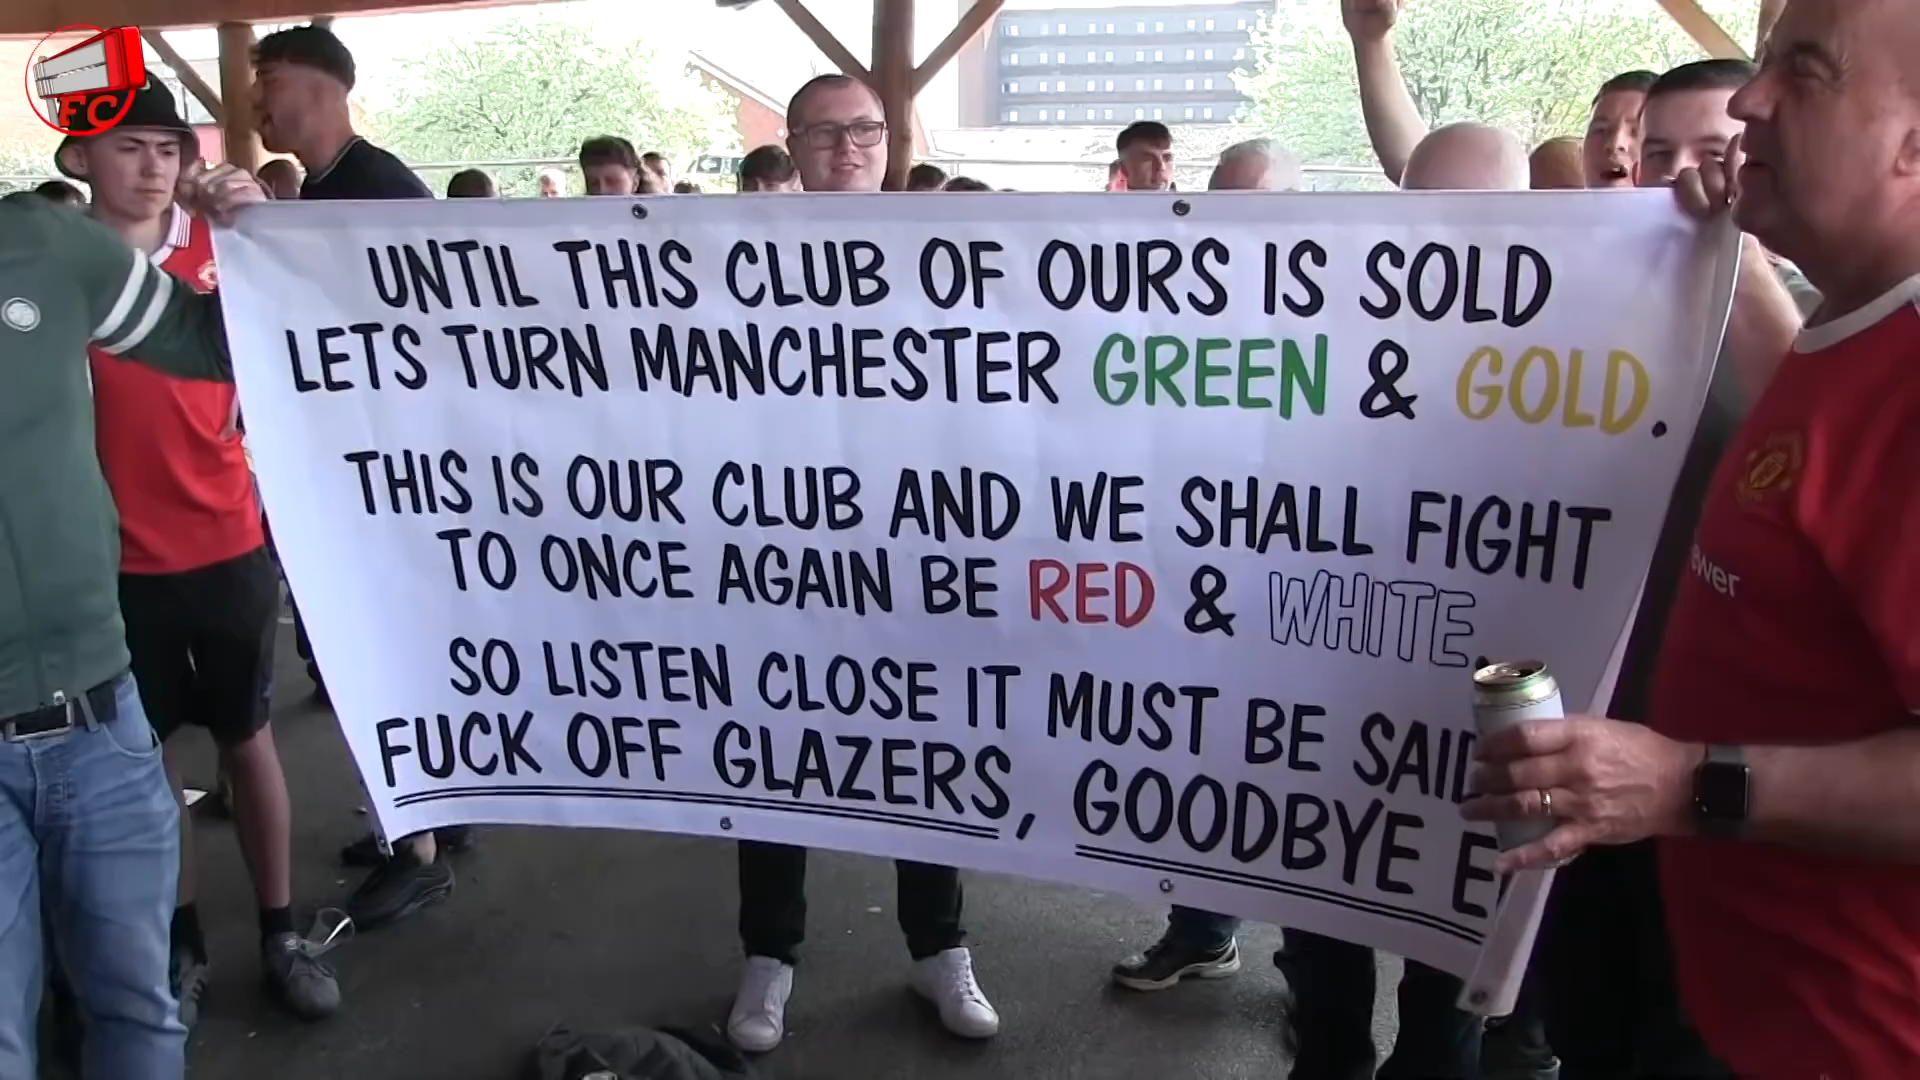 FC
UNTIL THIS CLUB OF OURS IS SOLD
LETS TURN MANCHESTER GREEN & GOLD.
THIS IS OUR CLUB AND WE SHALL FIGHT
TO ONCE AGAIN BE RED & WHITE.
SO LISTEN CLOSE IT MUST BE SAID
FUCK OFF GLAZERS, GOODBYE